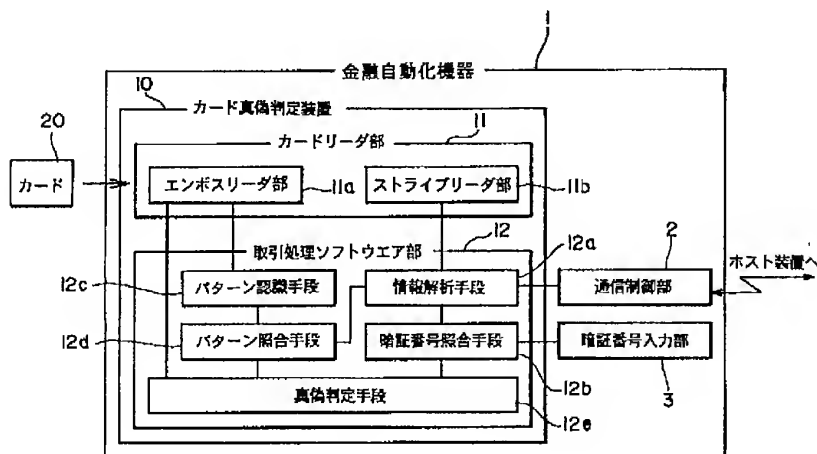 1
金融自動化機器
10
カード真偽判定装置
20
カードリーダ部
11
カード
エンボスリーダ部
11a
ストライプリーダ部
11b
取引処理ソフトウエア部
12
12a
2
ホスト装置へ
12c
パターン認職手段
情報解析手段
通信制御部
12d
パターン照合手段
暗証番号照合手段
暗証番号入力部
12b
3
真偽判定手段
12e